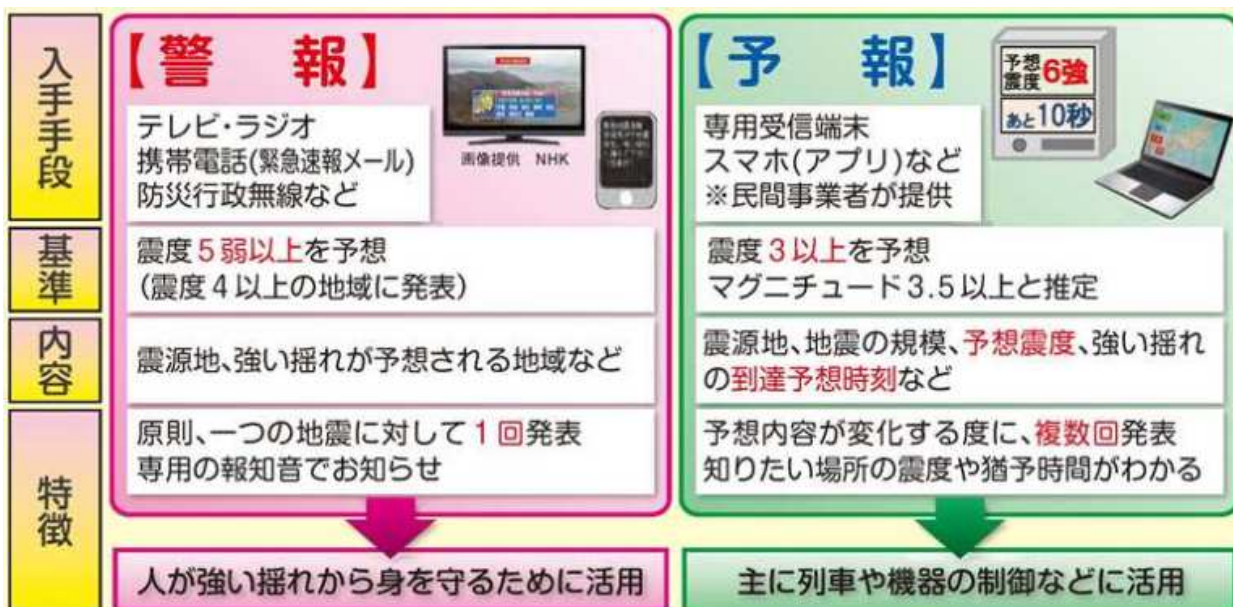 入手手段
【警 報】
テレビ・ラジオ
携帯電話(緊急速報メール)
防災行政無線など
画像提供 NHK
【予 報】
専用受信端末
スマホ(アプリ)など
※民間事業者が提供
予想
震度6強
あと10秒
基準
震度5弱以上を予想
(震度4以上の地域に発表)
震度3以上を予想
マグニチュード3.5以上と推定
内容
震源地、強い揺れが予想される地域など
震源地、地震の規模、予想震度、強い揺れ
の到達予想時刻など
特徴
原則、一つの地震に対して1回発表
専用の報知音でお知らせ
予想内容が変化する度に、複数回発表
知りたい場所の震度や猶予時間がわかる
人が強い揺れから身を守るために活用
主に列車や機器の制御などに活用